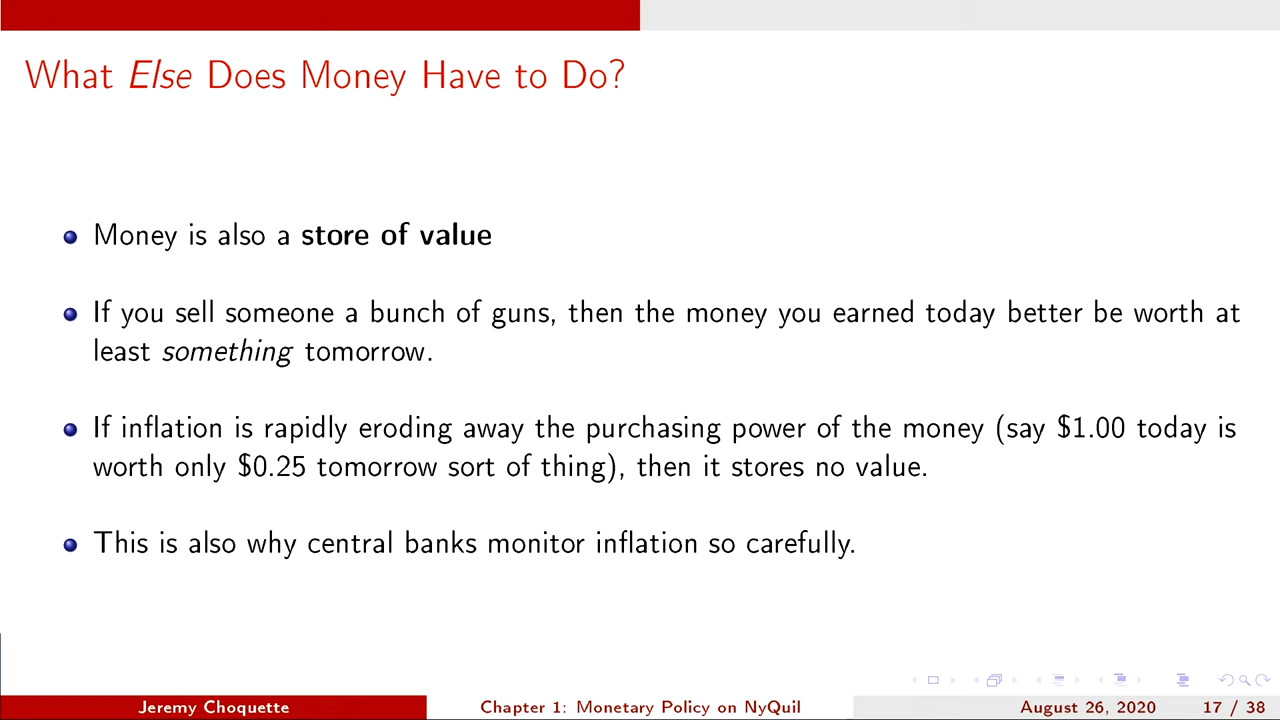 What Else Does Money Have to Do?
Money is also a store of value
If you sell someone a bunch of guns, then the money you earned today better be worth at
least something tomorrow.
If inflation is rapidly eroding away the purchasing power of the money (say $1.00 today is
worth only $0.25 tomorrow sort of thing), then it stores no value.
This is also why central banks monitor inflation so carefully.
Jeremy Choquette Chapter 1: Monetary Policy on NyQuil August 26, 2020 17 / 38